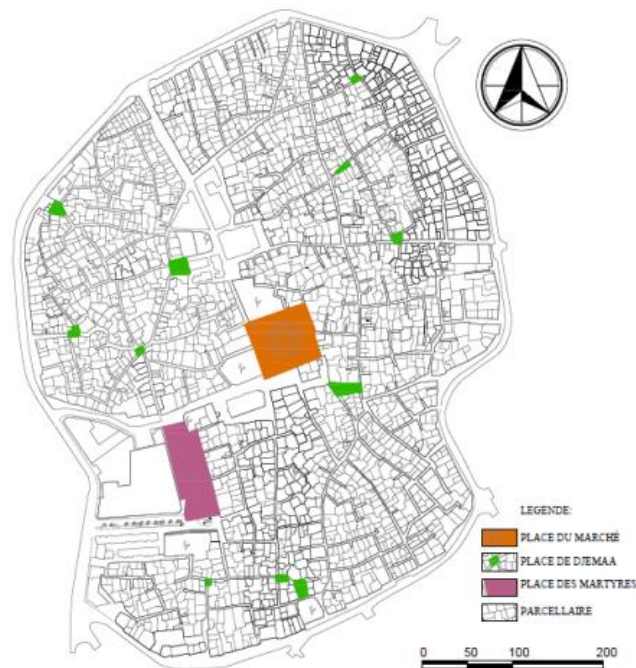 LEGENDE:
PLACE DU MARCHÉ
PLACE DE DJEMAA
PLACE DES MARTYRES
PARCELLAIRE
0 50 100 200